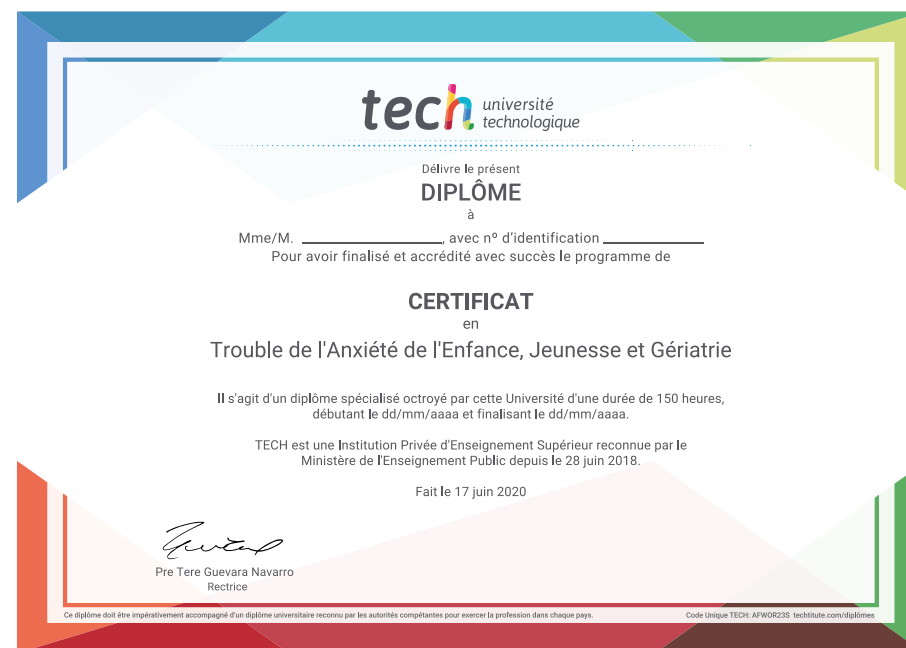 tech université
technologique
Délivre le présent
DIPLÔME
à
Mme/M. ____________________, avec nº d'identification ______________
Pour avoir finalisé et accrédité avec succès le programme de
CERTIFICAT
en
Trouble de l'Anxiété de l'Enfance, Jeunesse et Gériatrie
Il s'agit d'un diplôme spécialisé octroyé par cette Université d'une durée de 150 heures,
débutant le dd/mm/aaaa et finalisant le dd/mm/aaaa.
TECH est une Institution Privée d'Enseignement Supérieur reconnue par le
Ministère de l'Enseignement Public depuis le 28 juin 2018.
Fait le 17 juin 2020
Pre Tere Guevara Navarro
Rectrice
Ce diplôme doit être impérativement accompagné d'un diplôme universitaire reconnu par les autorités compétantes pour exercer la profession dans chaque pays.
Code Unique TECH: AFWOR23S techtitute.com/diplômes